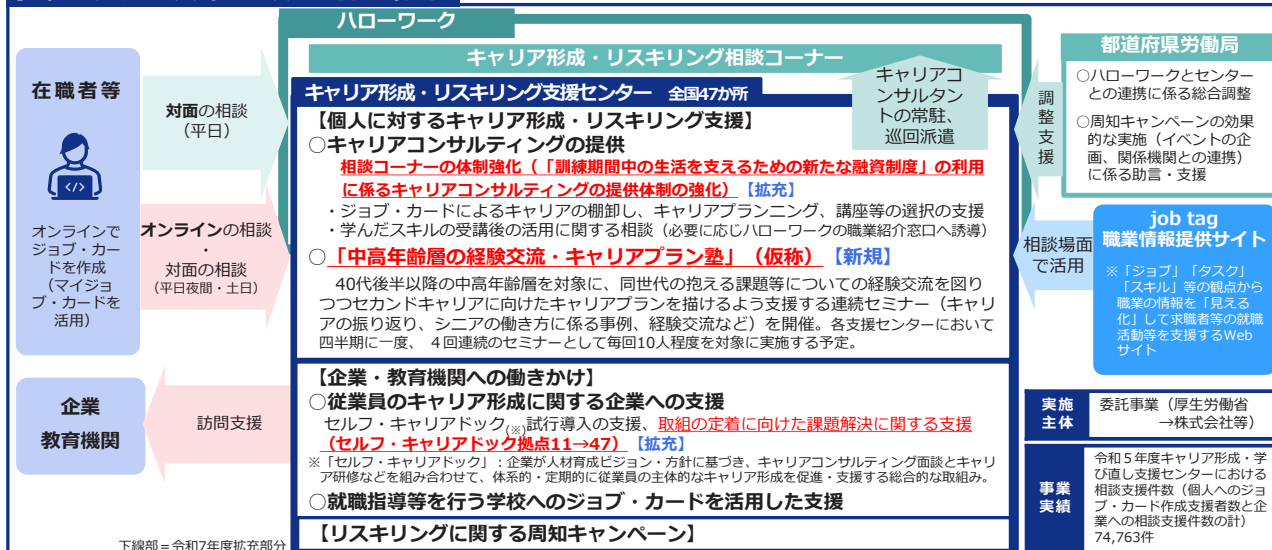 ハローワーク
キャリア形成・リスキリング相談コーナー
キャリアコ
ンサルタン
トの常駐、
巡回派遣
在職者等
オンラインで
ジョブ・カー
ドを作成
（マイジョ
ブ・カードを
活用）
対面の相談
（平日）
オンラインの相談
・
対面の相談
（平日夜間・土日）
キャリア形成・リスキリング支援センター　全国47か所
【個人に対するキャリア形成・リスキリング支援】
○キャリアコンサルティングの提供
相談コーナーの体制強化（「訓練期間中の生活を支えるための新たな融資制度」の利用
に係るキャリアコンサルティングの提供体制の強化）【拡充】
・ジョブ・カードによるキャリアの棚卸し、キャリアプランニング、講座等の選択の支援
・学んだスキルの受講後の活用に関する相談（必要に応じハローワークの職業紹介窓口へ誘導）
○「中高年齢層の経験交流・キャリアプラン塾」（仮称）【新規】
40代後半以降の中高年齢層を対象に、同世代の抱える課題等についての経験交流を図り
つつセカンドキャリアに向けたキャリアプランを描けるよう支援する連続セミナー（キャリ
アの振り返り、シニアの働き方に係る事例、経験交流など）を開催。各支援センターにおいて
四半期に一度、４回連続のセミナーとして毎回10人程度を対象に実施する予定。
企業
教育機関
訪問支援
【企業・教育機関への働きかけ】
○従業員のキャリア形成に関する企業への支援
セルフ・キャリアドック(※)試行導入の支援、取組の定着に向けた課題解決に関する支援
（セルフ・キャリアドック拠点11→47）【拡充】
※「セルフ・キャリアドック」：企業が人材育成ビジョン・方針に基づき、キャリアコンサルティング面談とキャリ
ア研修などを組み合わせて、体系的・定期的に従業員の主体的なキャリア形成を促進・支援する総合的な取組み。
○就職指導等を行う学校へのジョブ・カードを活用した支援
【リスキリングに関する周知キャンペーン】
下線部＝令和7年度拡充部分
調整支援
都道府県労働局
○ハローワークとセンター
との連携に係る総合調整
○周知キャンペーンの効果
的な実施（イベントの企
画、関係機関との連携）
に係る助言・支援
相談場面
で活用
job tag
職業情報提供サイト
※「ジョブ」「タスク」
「スキル」等の観点から
職業の情報を「見える
化」して求職者等の就職
活動等を支援するWeb
サイト
実施
主体
委託事業（厚生労働省
→株式会社等）
事業
実績
令和５年度キャリア形成・学
び直し支援センターにおける
相談支援件数（個人へのジョ
ブ・カード作成支援者数と企
業への相談支援件数の計）
74,763件